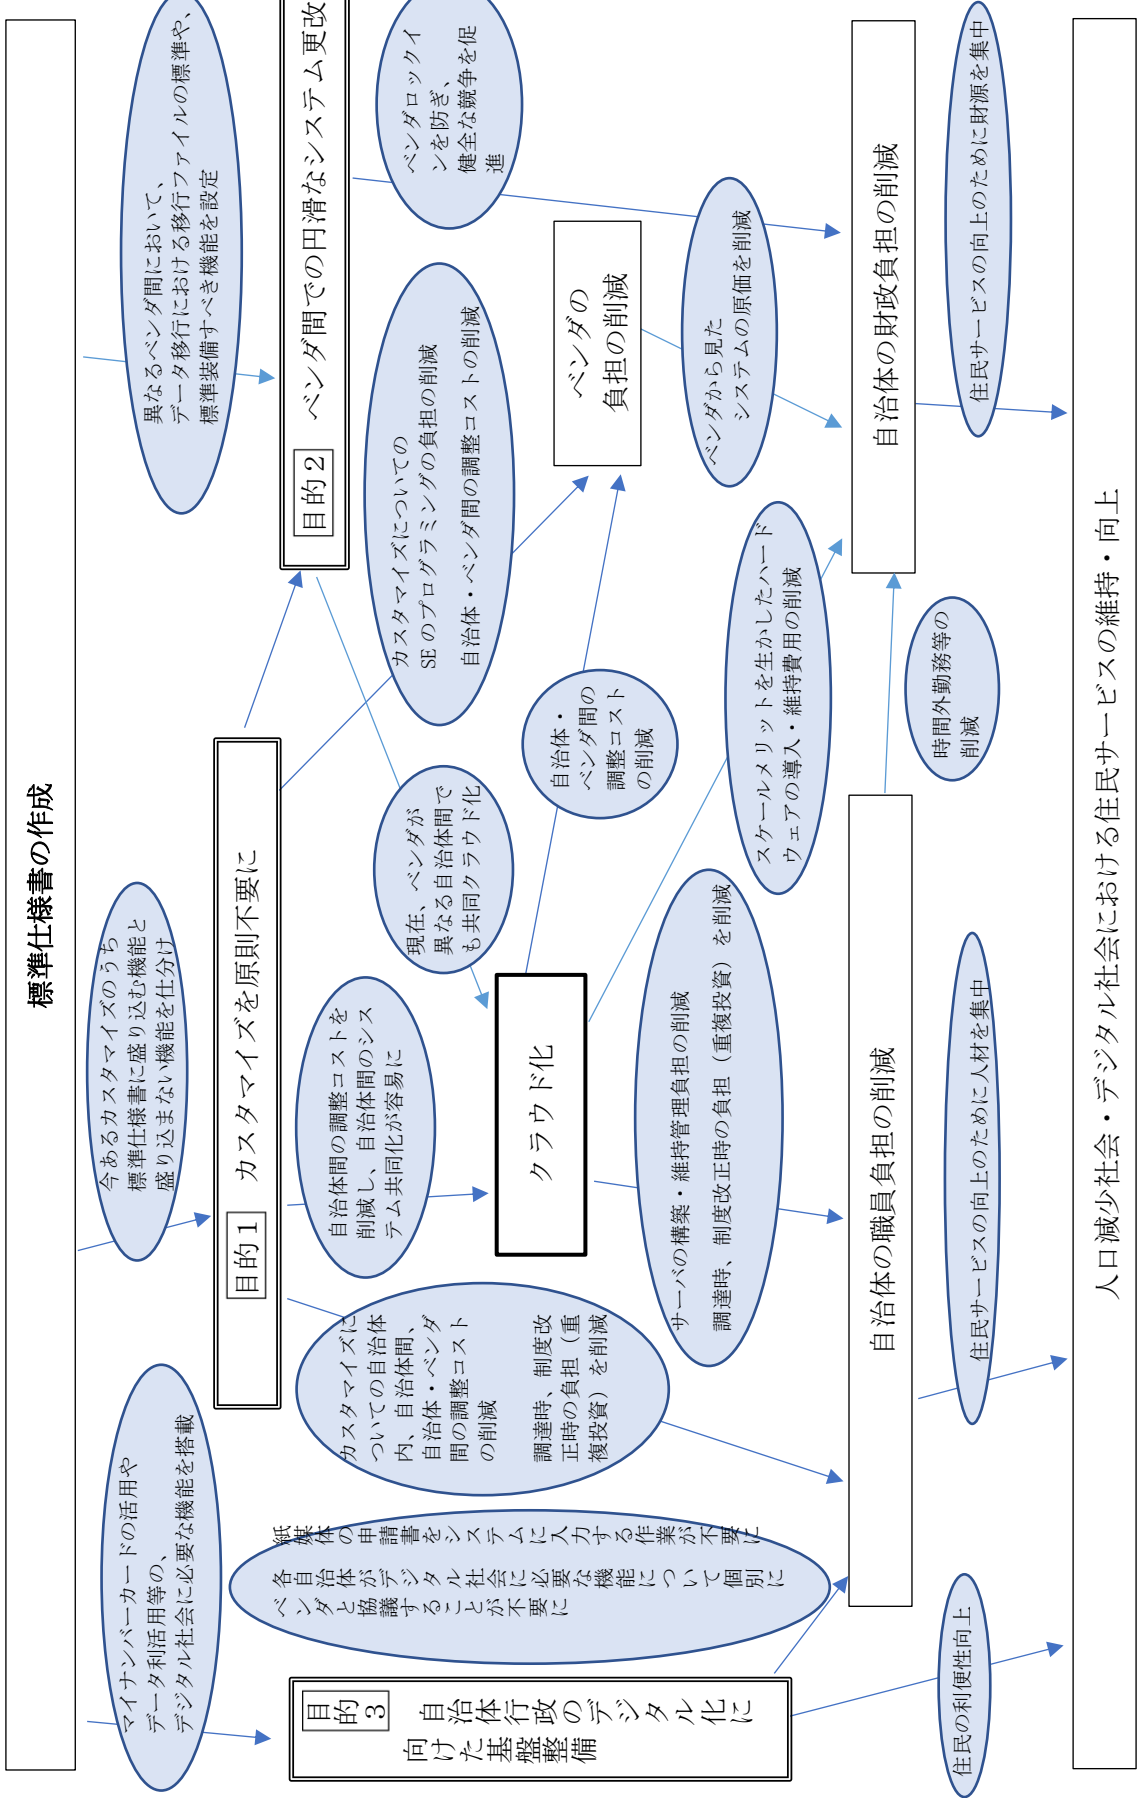 標準仕様書の作成
マイナンバーカードの活用や
データ利活用等の、
デジタル社会に必要な機能を搭載
今あるカスタマイズのうち
標準仕様書に盛り込む機能と
盛り込まない機能を仕分け
異なるベンダ間において、
データ移行における移行ファイルの標準や、
標準装備すべき機能を設定
目的1 カスタマイズを原則不要に
目的2 ベンダ間での円滑なシステム更改
目的3 自治体行政のデジタル化に
向けた基盤整備
紙媒体の申請書をシステムに入力する作業が不要に
各自治体がデジタル社会に必要な機能について個別に
ベンダと協議することが不要に
カスタマイズに
ついての自治体
内、自治体間、
自治体・ベンダ
間の調整コスト
の削減
調達時、制度改
正時の負担(重
複投資)を削減
自治体間の調整コストを
削減し、自治体間のシス
テム共同化が容易に
現在、ベンダが
異なる自治体間で
も共同クラウド化
カスタマイズについての
SEのプログラミングの負担の削減
自治体・ベンダ間の調整コストの削減
ベンダロックイ
ンを防ぎ、
健全な競争を促
進
クラウド化
自治体・
ベンダ間の
調整コスト
の削減
ベンダの
負担の削減
サーバの構築・維持管理負担の削減
調達時、制度改正時の負担(重複投資)を削減
スケールメリットを生かしたハード
ウェアの導入・維持費用の削減
ベンダから見た
システムの原価を削減
自治体の職員負担の削減
時間外勤務等の
削減
自治体の財政負担の削減
住民の利便性向上
住民サービスの向上のために人材を集中
住民サービスの向上のために財源を集中
人口減少社会・デジタル社会における住民サービスの維持・向上